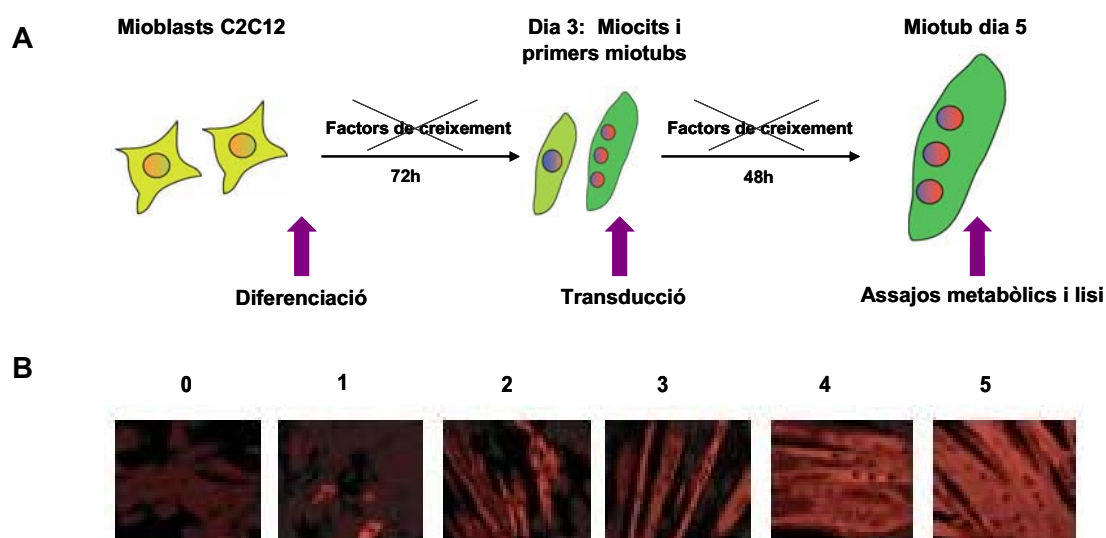 A
Mioblasts C2C12
Dia 3: Miocits i
primers miotubs
Miotub dia 5
Factors de creixement
72h
Factors de creixement
48h
Diferenciació
Transducció
Assajos metabòlics i lisi
B
0 1 2 3 4 5